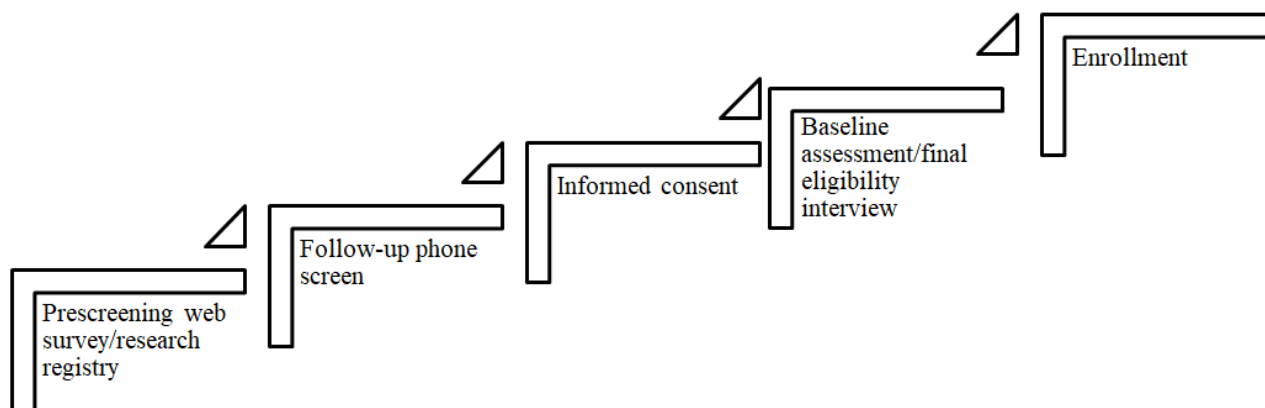 Prescreening web
survey/research
registry
Follow-up phone
screen
Informed consent
Baseline
assessment/final
eligibility
interview
Enrollment